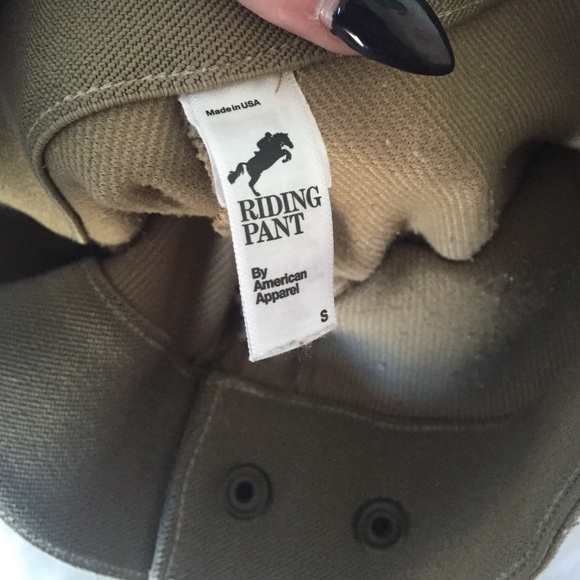 Made in USA
RIDING
PANT
By
American
Apparel
S